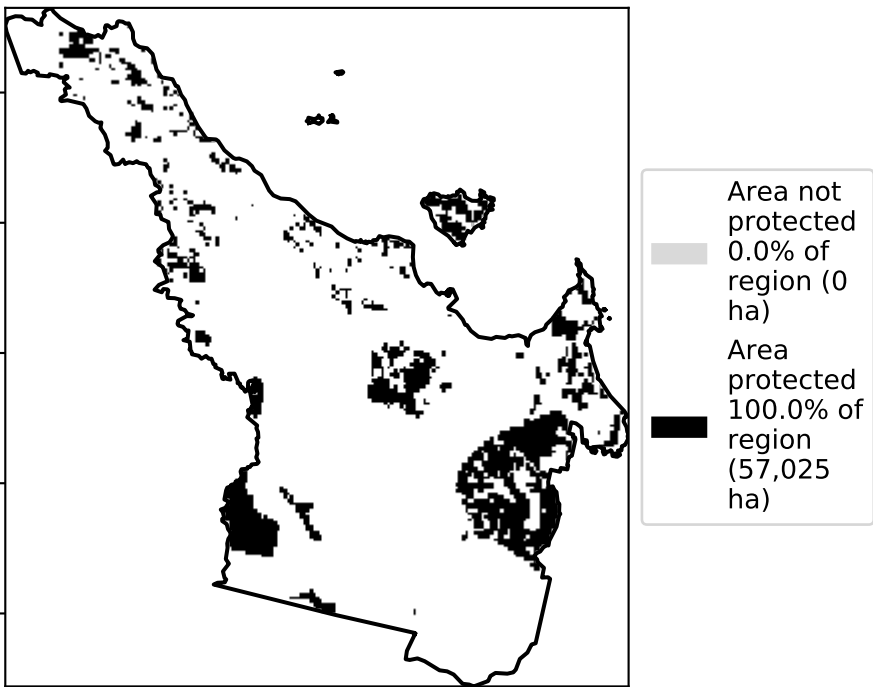 Area not
protected
0.0% of
region (0
ha)
Area
protected
100.0% of
region
(57,025
ha)